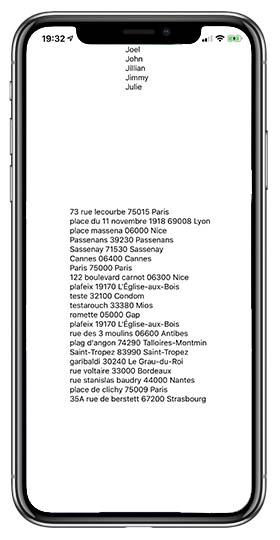 19:32
Joel
John
Jillian
Jimmy
Julie
73 rue lecourbe 75015 Paris
place du 11 novembre 1918 69008 Lyon
place massena 06000 Nice
Passenans 39230 Passenans
Sassenay 71530 Sassenay
Cannes 06400 Cannes
Paris 75000 Paris
122 boulevard carnot 06300 Nice
plafeix 19170 L'Église-aux-Bois
teste 32100 Condom
testarouch 33380 Mios
romette 05000 Gap
plafeix 19170 L'Église-aux-Bois
rue des 3 moulins 06600 Antibes
plag d'angon 74290 Talloires-Montmin
Saint-Tropez 83990 Saint-Tropez
garibaldi 30240 Le Grau-du-Roi
rue voltaire 33000 Bordeaux
rue stanislas baudry 44000 Nantes
place de clichy 75009 Paris
35A rue de berstett 67200 Strasbourg